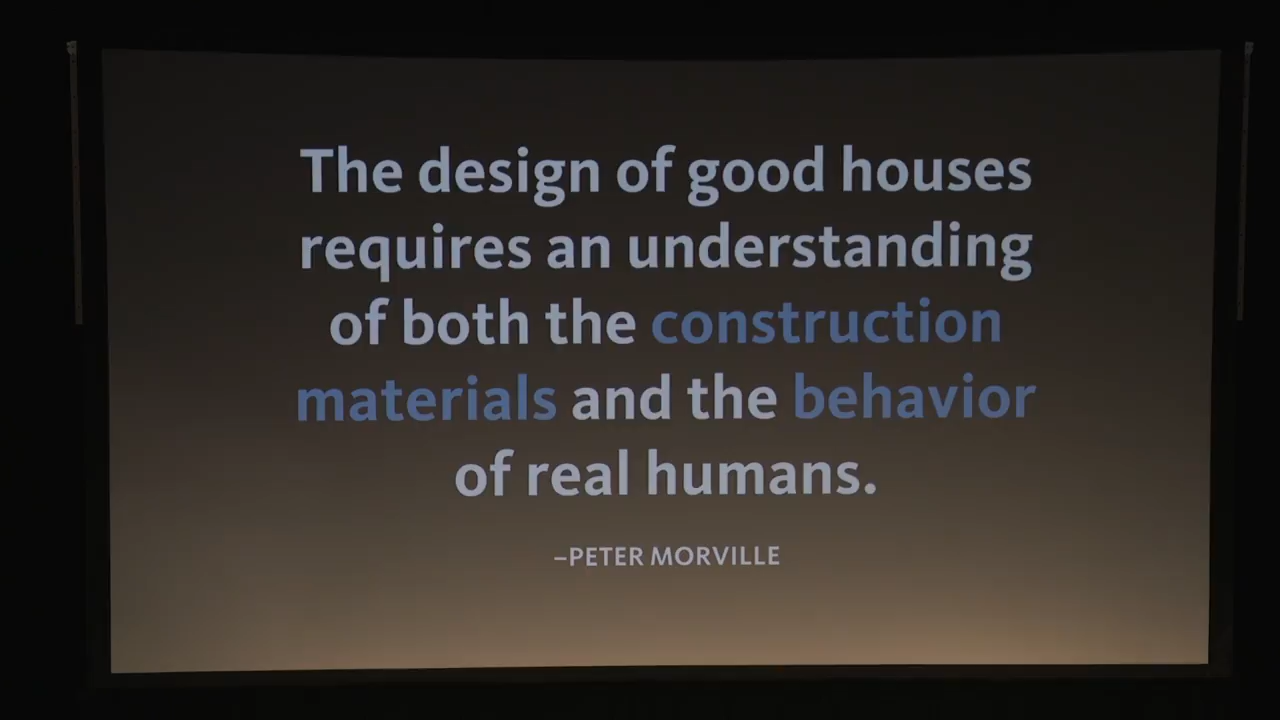 The design of good houses
requires an understanding
of both the construction
materials and the behavior
of real humans.
–PETER MORVILLE